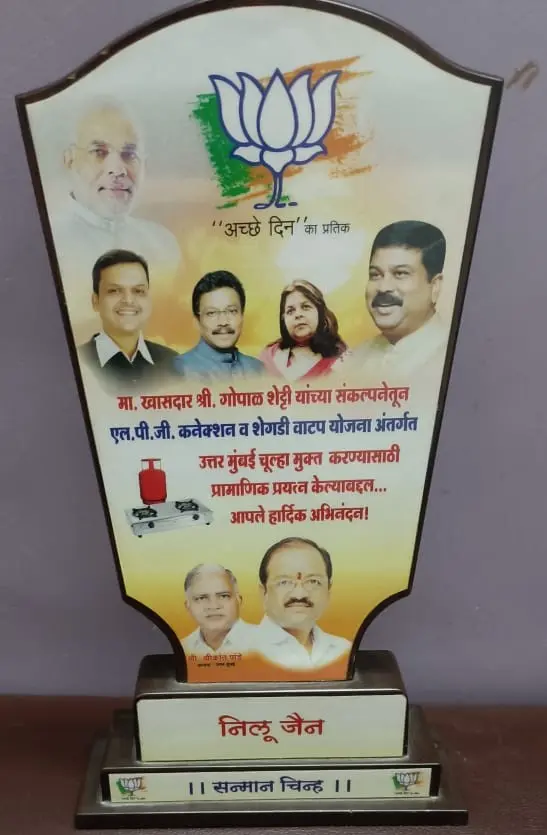 "अच्छे दिन" का प्रतिक
मा. खासदार श्री. गोपाळ शेट्टी यांच्या संकल्पनेतून
एल.पी.जी. कनेक्शन व शेगडी वाटप योजना अंतर्गत
उत्तर मुंबई चूल्हा मुक्त करण्यासाठी
प्रामाणिक प्रयत्न केल्याबद्दल...
आपले हार्दिक अभिनंदन!
श्री. श्रीकांत पांडे
निलू जैन
।। सन्मान चिन्ह ।।